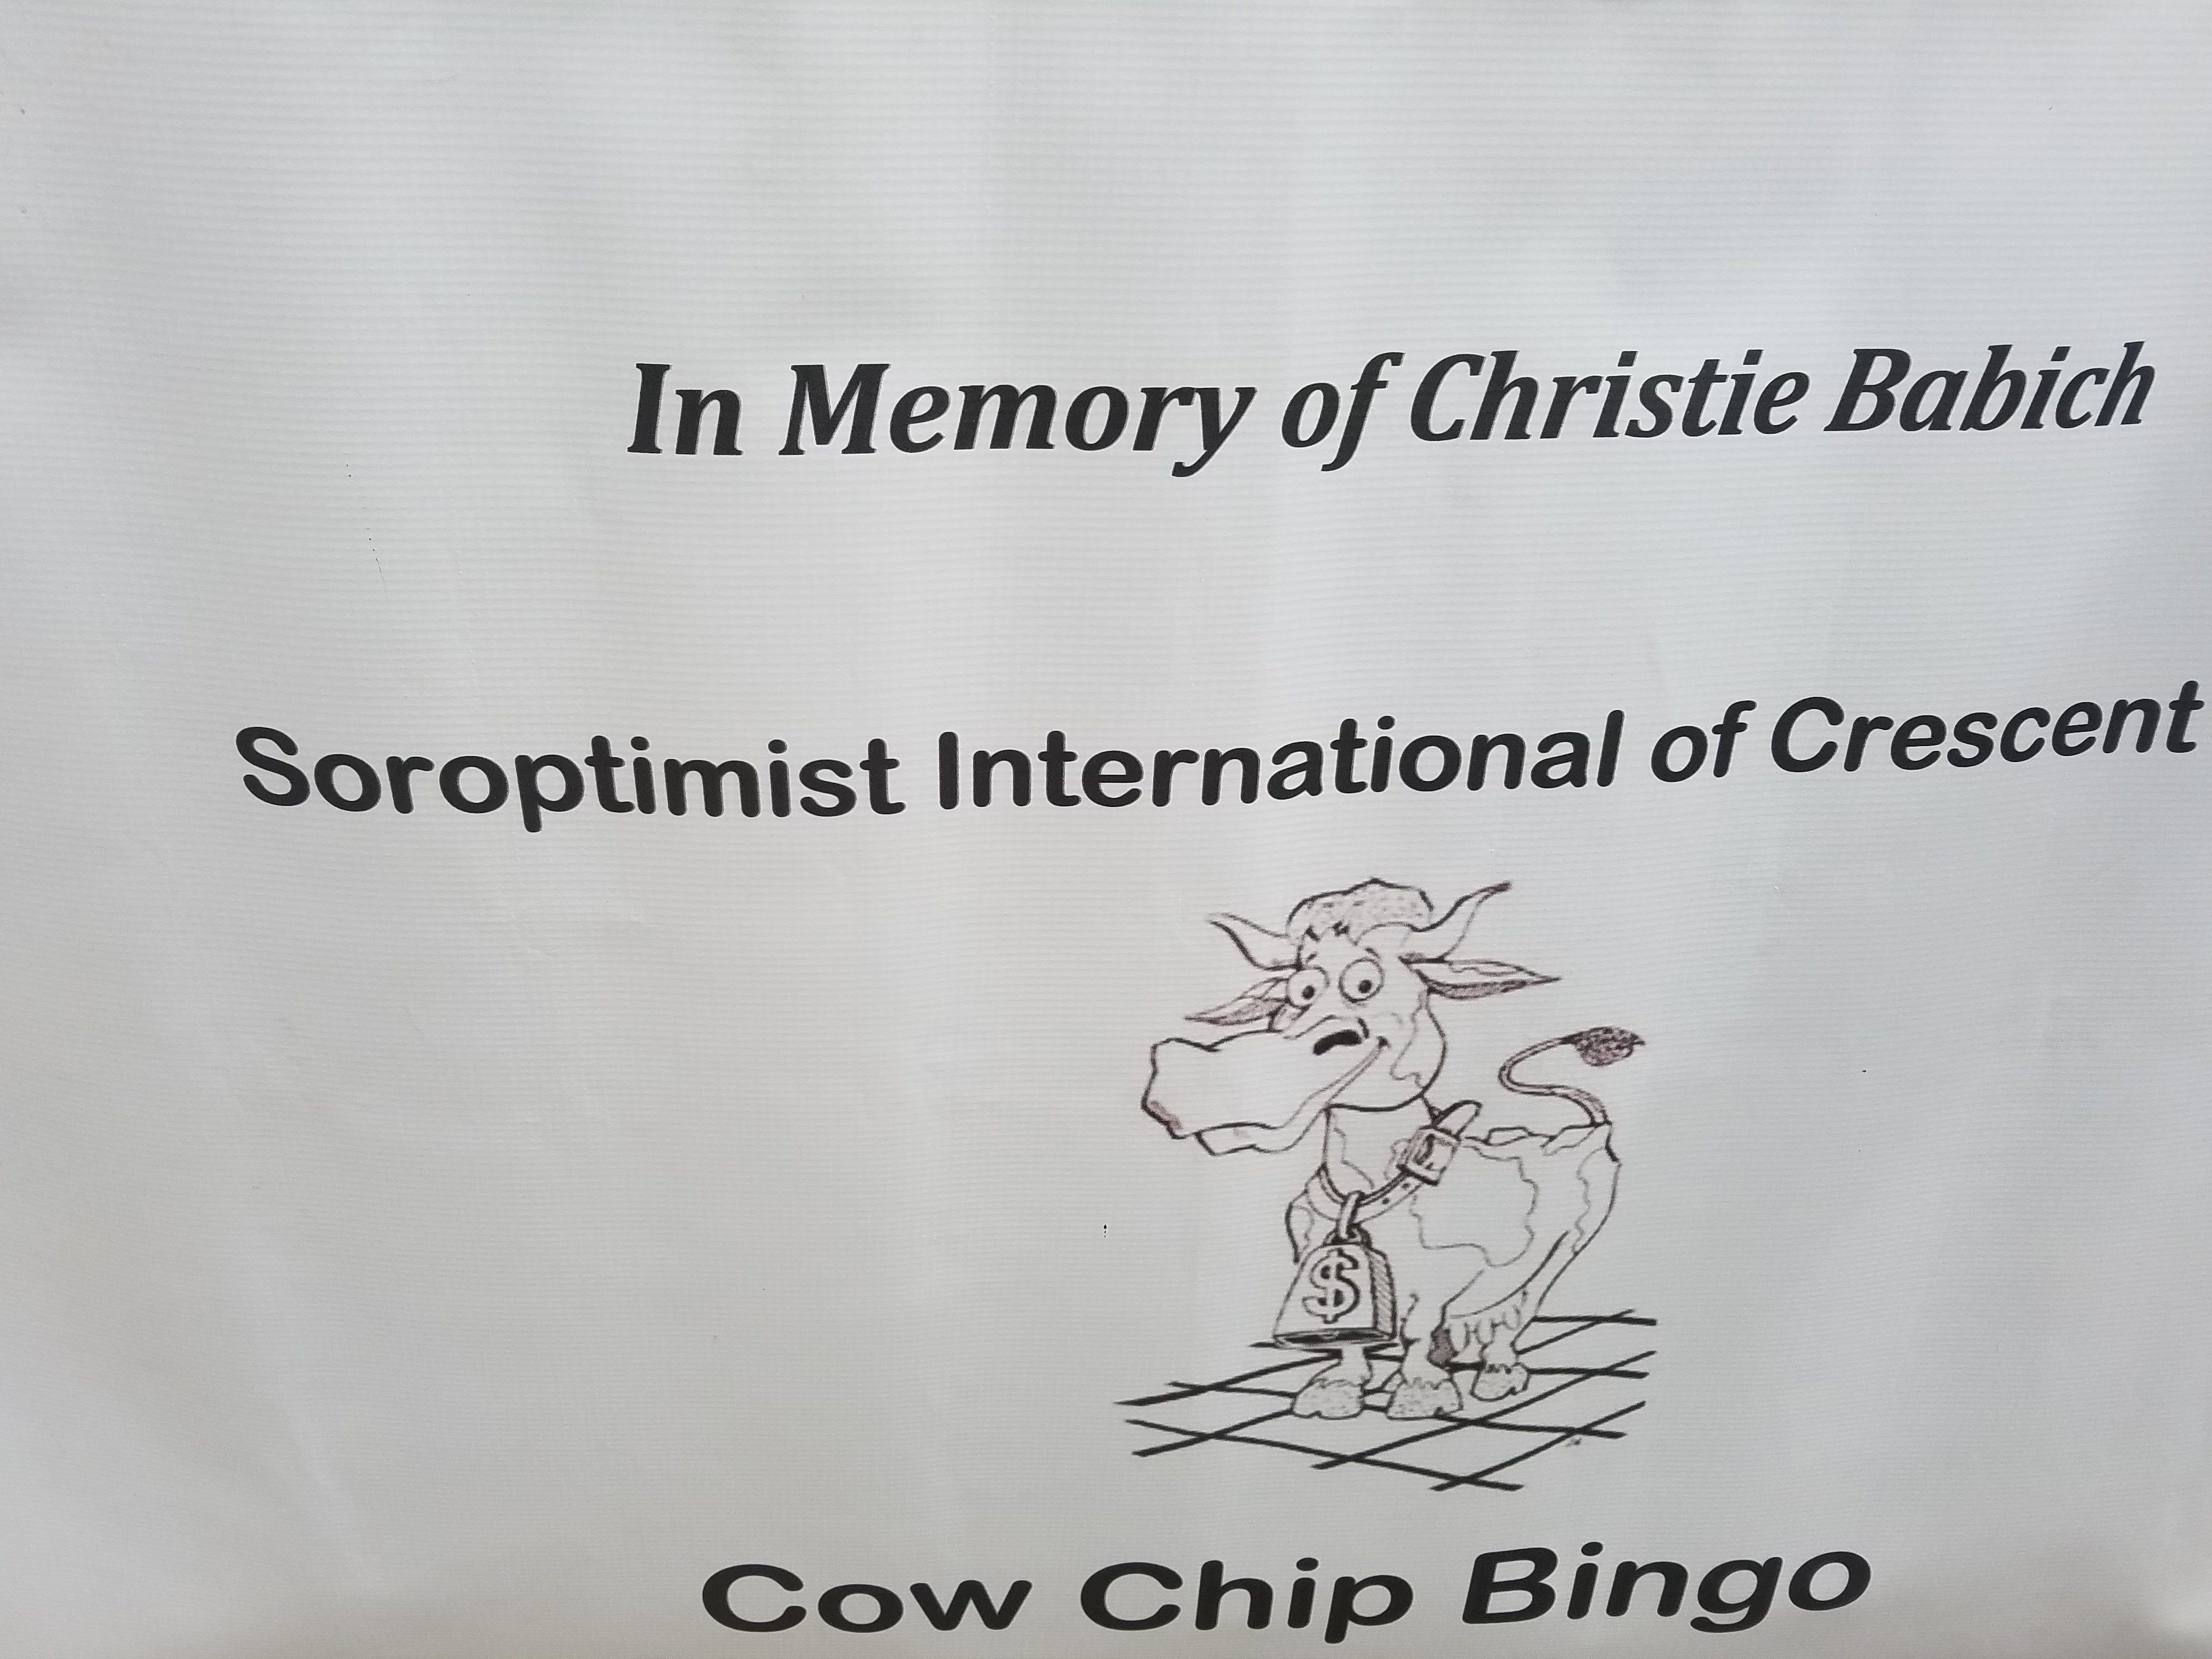 In Memory of Christie Babich
Soroptimist International of Crescent
$
Cow Chip Bingo